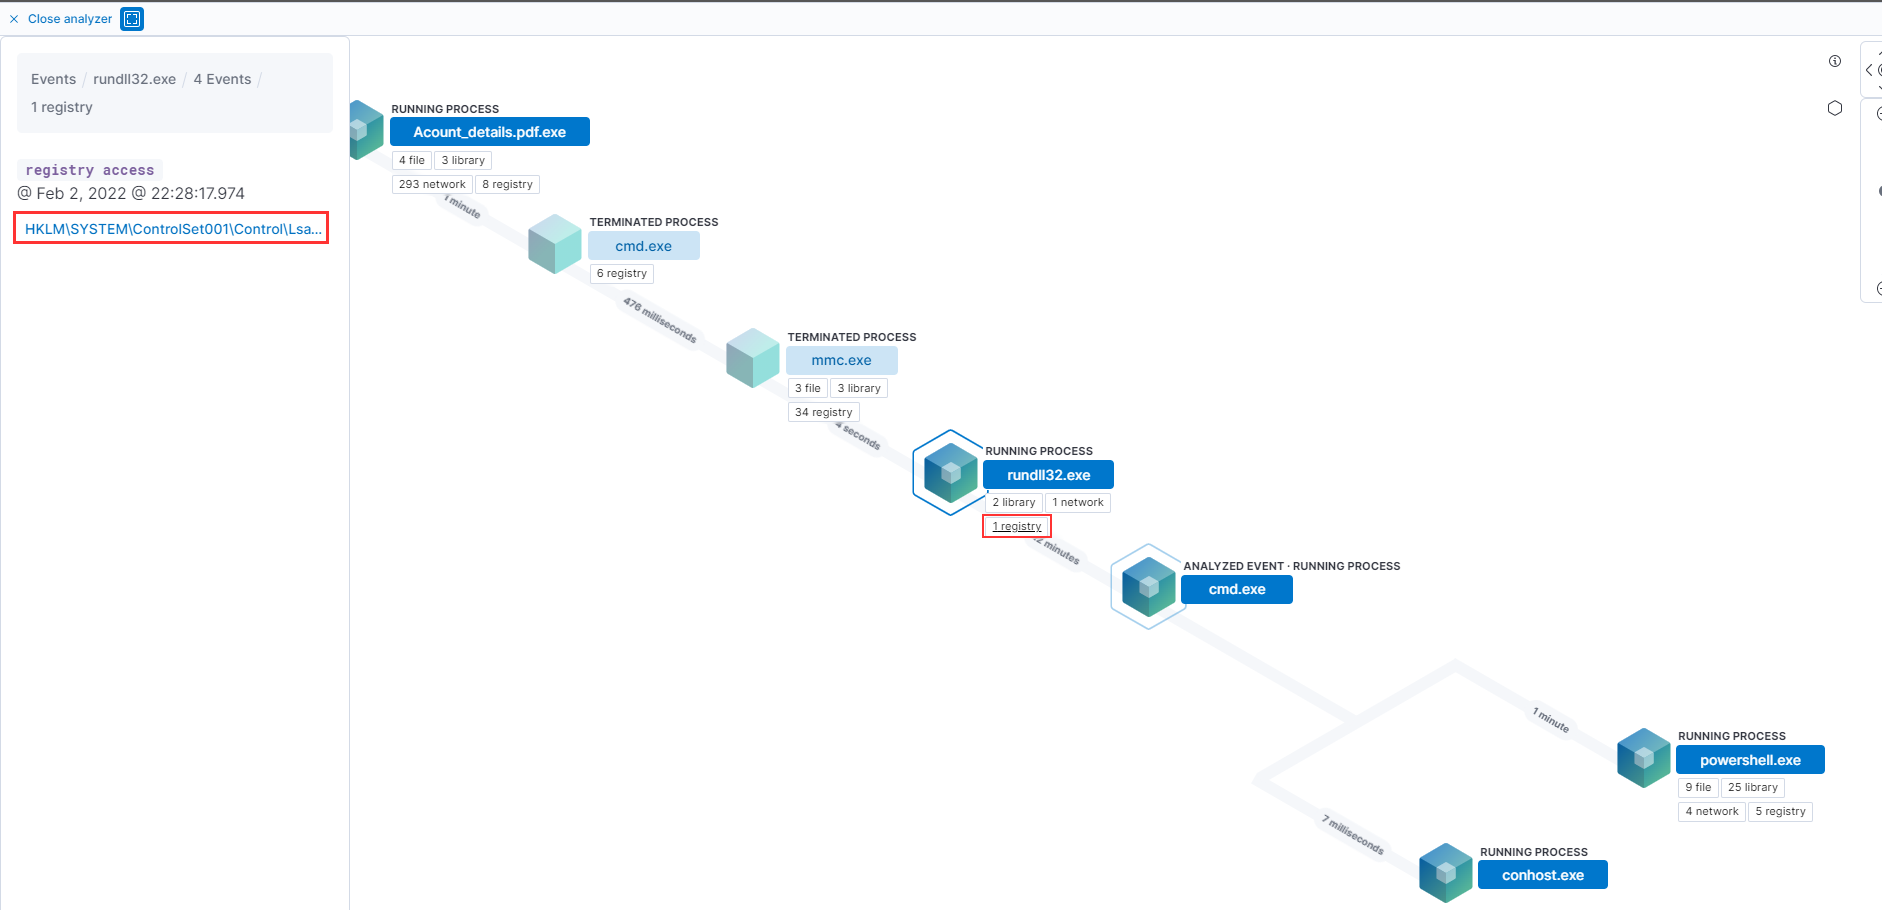 Close analyzer
Events / rundll32.exe / 4 Events /
1 registry
registry access
@ Feb 2, 2022 @ 22:28:17.974
HKLM\SYSTEM\ControlSet001\Control\Lsa...
RUNNING PROCESS
Acount_details.pdf.exe
4 file 3 library
293 network 8 registry
1 minute
TERMINATED PROCESS
cmd.exe
6 registry
476 milliseconds
TERMINATED PROCESS
mmc.exe
3 file 3 library
34 registry
4 seconds
RUNNING PROCESS
rundll32.exe
2 library 1 network
1 registry
minutes
ANALYZED EVENT · RUNNING PROCESS
cmd.exe
1 minute
RUNNING PROCESS
powershell.exe
9 file 25 library
4 network 5 registry
7 milliseconds
RUNNING PROCESS
conhost.exe